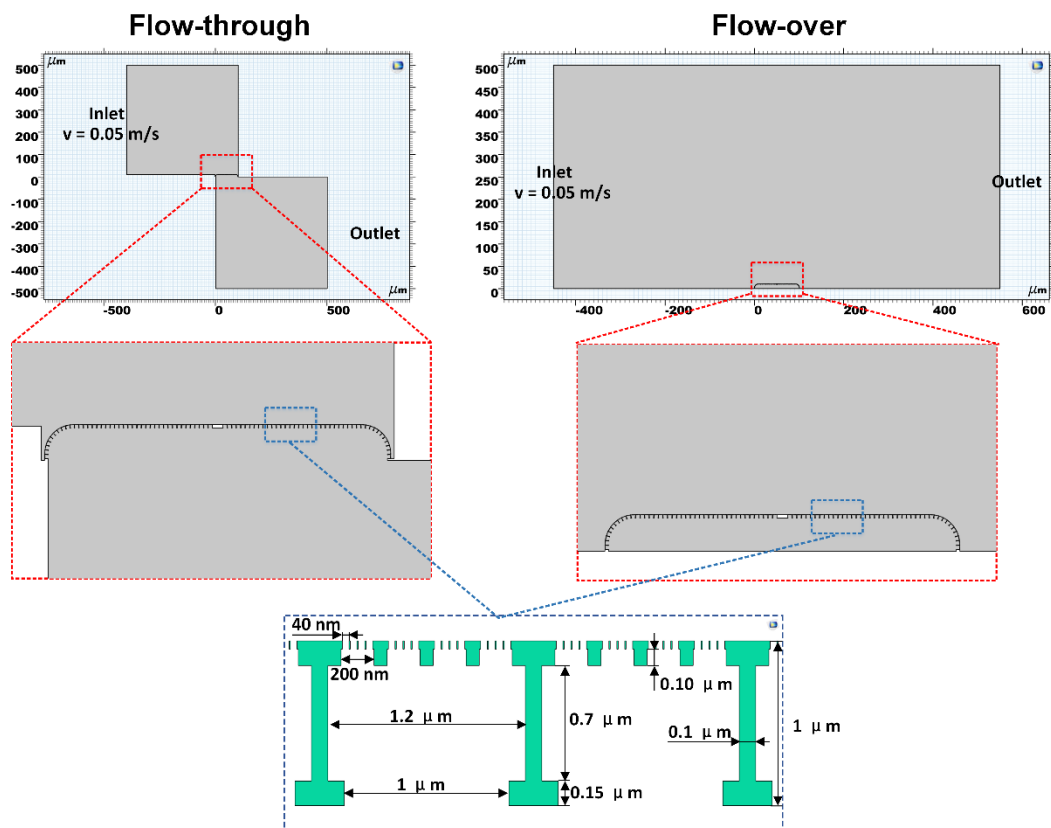 Flow-through
Flow-over
μm
500
400
300
200
100
0
-100
-200
-300
-400
-500
-500
0
500
μm
Inlet
v = 0.05 m/s
Outlet
μm
500
450
400
350
300
250
200
150
100
50
0
-400
-200
0
200
400
600
μm
Inlet
v = 0.05 m/s
Outlet
40 nm
200 nm
0.10 μm
1.2 μm
0.7 μm
0.1 μm
1 μm
1 μm
0.15 μm